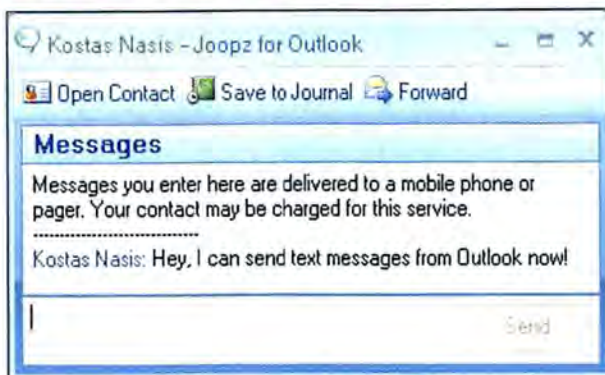 Kostas Nasis - Joopz for Outlook
Open Contact Save to Journal Forward
Messages
Messages you enter here are delivered to a mobile phone or
pager. Your contact may be charged for this service.
------------------------------
Kostas Nasis: Hey, I can send text messages from Outlook now!
Send